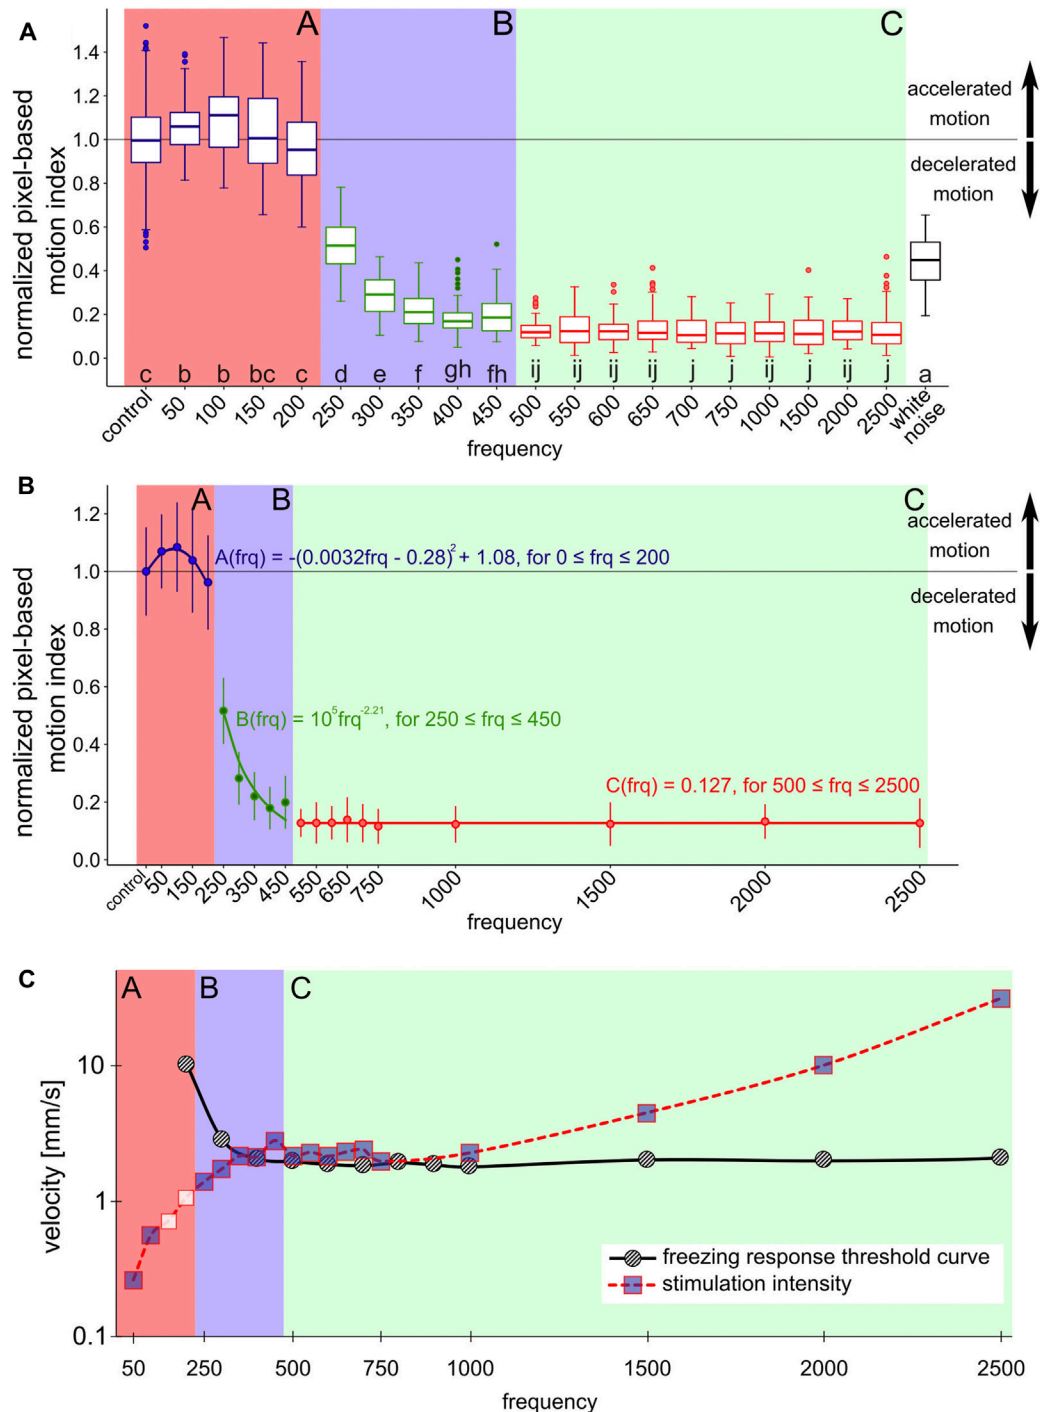 A
A B C
normalized pixel-based
motion index
1.4
1.2
1.0
0.8
0.6
0.4
0.2
0.0
accelerated
motion
decelerated
motion
c b b bc c d e f gh fh ij ij ij ij j j ij j ij j a
control 50 100 150 200 250 300 350 400 450 500 550 600 650 700 750 1000 1500 2000 2500 white noise
frequency
B
A B C
normalized pixel-based
motion index
1.2
1.0
0.8
0.6
0.4
0.2
0.0
accelerated
motion
decelerated
motion
A(frq) = -(0.0032frq - 0.28)² + 1.08, for 0 ≤ frq ≤ 200
B(frq) = 10⁵frq⁻²·²¹, for 250 ≤ frq ≤ 450
C(frq) = 0.127, for 500 ≤ frq ≤ 2500
control 50 150 250 350 450 550 650 750 1000 1500 2000 2500
frequency
C
A B C
velocity [mm/s]
10
1
0.1
freezing response threshold curve
stimulation intensity
50 250 500 750 1000 1500 2000 2500
frequency